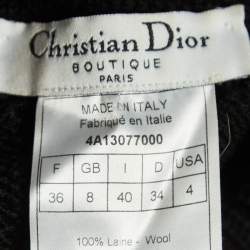 Christian Dior
BOUTIQUE
PARIS
MADE IN ITALY
Fabriqué en Italie
4A13077000
F GB I D USA
36 8 40 34 4
100% Laine - Wool